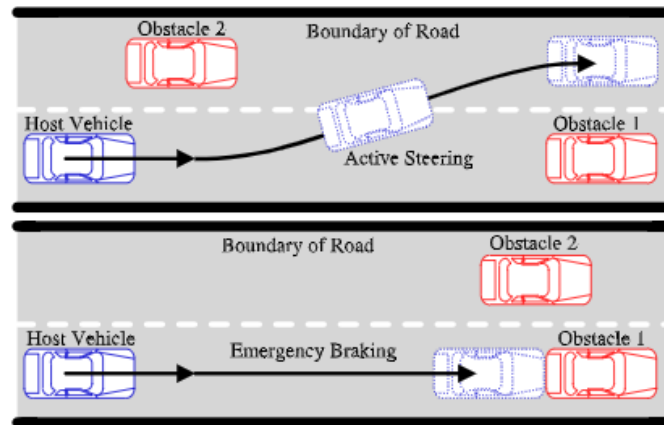 Obstacle 2
Boundary of Road
Host Vehicle
Obstacle 1
Active Steering
Obstacle 2
Boundary of Road
Host Vehicle
Emergency Braking
Obstacle 1